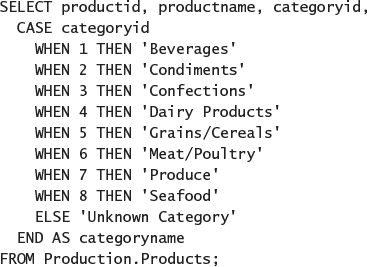 SELECT productid, productname, categoryid,
  CASE categoryid
    WHEN 1 THEN 'Beverages'
    WHEN 2 THEN 'Condiments'
    WHEN 3 THEN 'Confections'
    WHEN 4 THEN 'Dairy Products'
    WHEN 5 THEN 'Grains/Cereals'
    WHEN 6 THEN 'Meat/Poultry'
    WHEN 7 THEN 'Produce'
    WHEN 8 THEN 'Seafood'
    ELSE 'Unknown Category'
  END AS categoryname
FROM Production.Products;